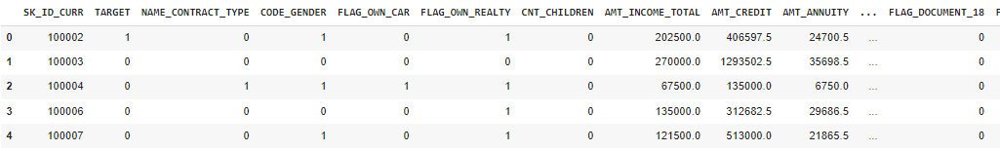 SK_ID_CURR TARGET NAME_CONTRACT_TYPE CODE_GENDER FLAG_OWN_CAR FLAG_OWN_REALTY CNT_CHILDREN AMT_INCOME_TOTAL AMT_CREDIT AMT_ANNUITY ... FLAG_DOCUMENT_18
0 100002 1 0 1 0 1 0 202500.0 406597.5 24700.5 ... 0
1 100003 0 0 0 0 0 0 270000.0 1293502.5 35698.5 ... 0
2 100004 0 1 1 1 1 0 67500.0 135000.0 6750.0 ... 0
3 100006 0 0 0 0 1 0 135000.0 312682.5 29686.5 ... 0
4 100007 0 0 1 0 1 0 121500.0 513000.0 21865.5 ... 0